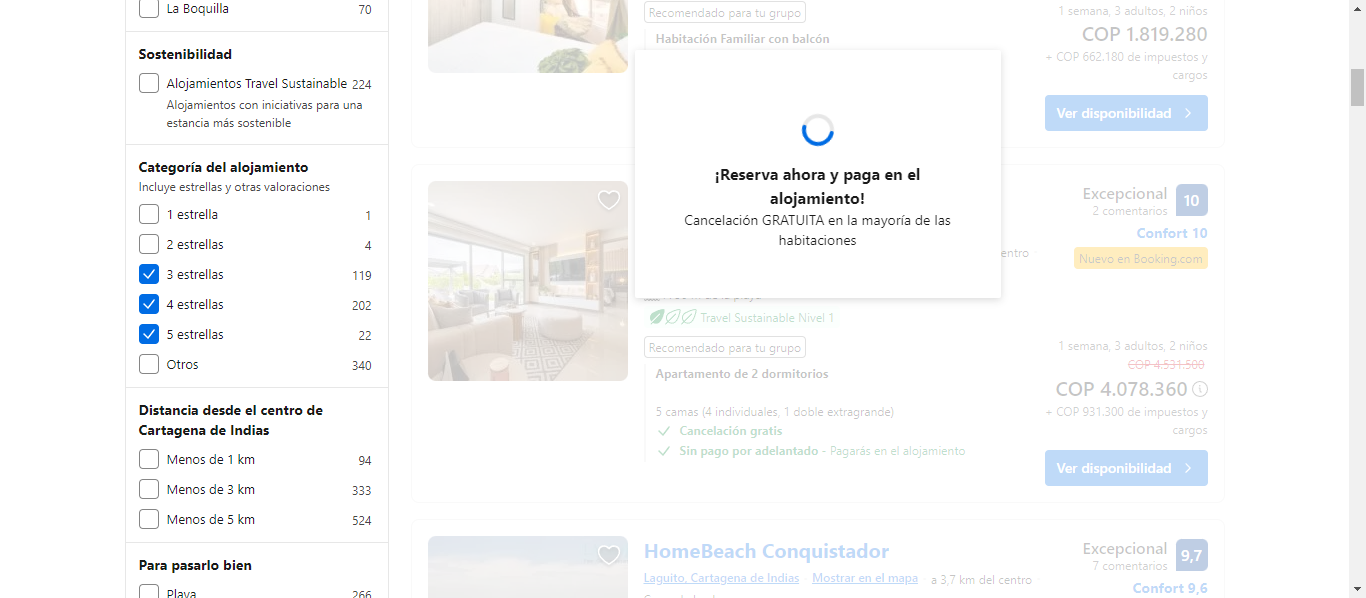 La Boquilla 70
Sostenibilidad
Alojamientos Travel Sustainable 224
Alojamientos con iniciativas para una
estancia más sostenible
Categoría del alojamiento
Incluye estrellas y otras valoraciones
1 estrella 1
2 estrellas 4
3 estrellas 119
4 estrellas 202
5 estrellas 22
Otros 340
Distancia desde el centro de
Cartagena de Indias
Menos de 1 km 94
Menos de 3 km 333
Menos de 5 km 524
Para pasarlo bien
Playa 266
Recomendado para tu grupo
Habitación Familiar con balcón
1 semana, 3 adultos, 2 niños
COP 1.819.280
+ COP 662.180 de impuestos y
cargos
Ver disponibilidad
¡Reserva ahora y paga en el
alojamiento!
Cancelación GRATUITA en la mayoría de las
habitaciones
Excepcional 10
2 comentarios
Confort 10
entro
Nuevo en Booking.com
Travel Sustainable Nivel 1
Recomendado para tu grupo
Apartamento de 2 dormitorios
5 camas (4 individuales, 1 doble extragrande)
Cancelación gratis
Sin pago por adelantado - Pagarás en el alojamiento
1 semana, 3 adultos, 2 niños
COP 4.531.500
COP 4.078.360
+ COP 931.300 de impuestos y
cargos
Ver disponibilidad
HomeBeach Conquistador
Laguito, Cartagena de Indias Mostrar en el mapa a 3,7 km del centro
Excepcional 9,7
7 comentarios
Confort 9,6